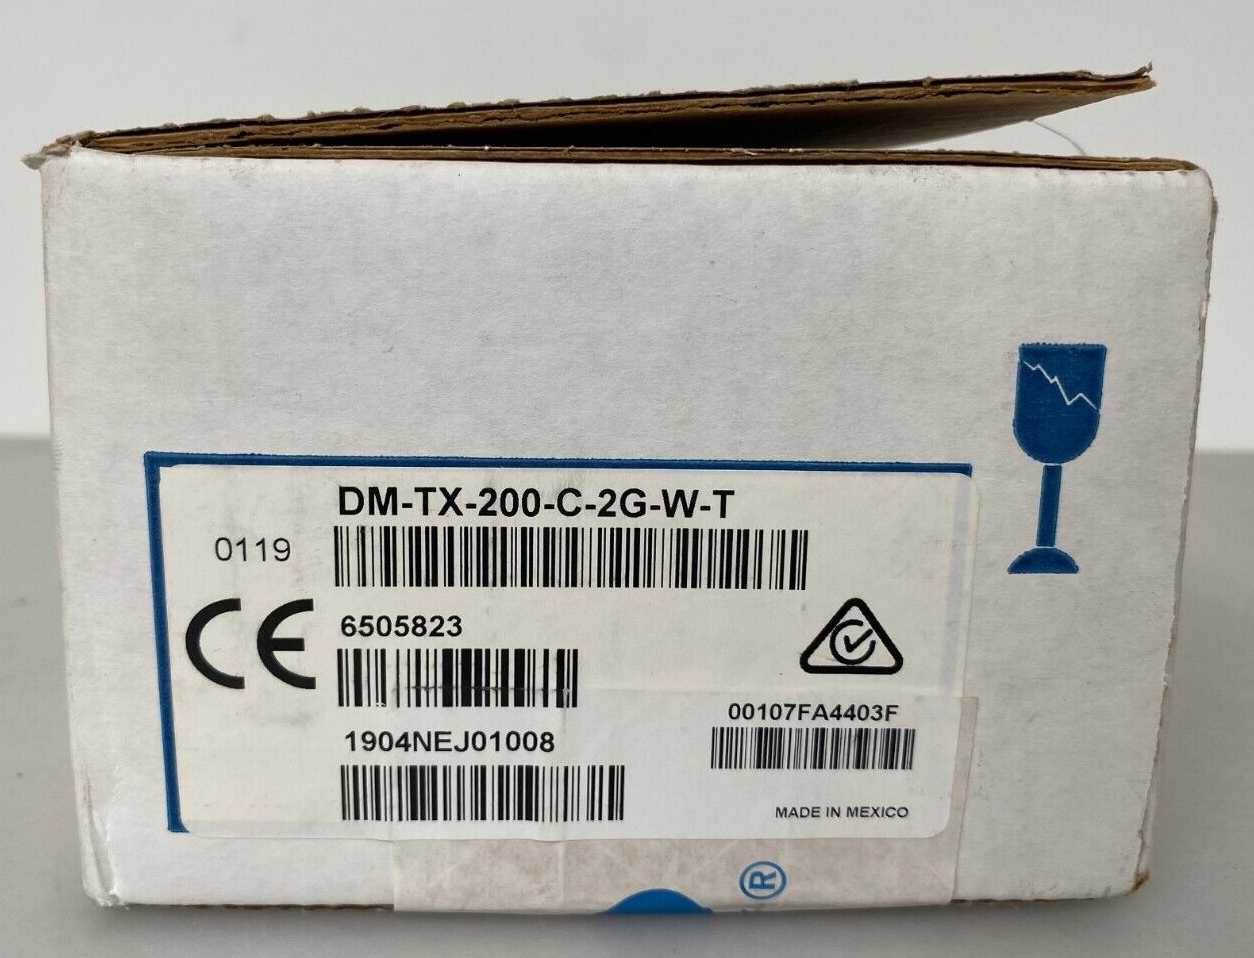 DM-TX-200-C-2G-W-T
0119
CE
6505823
00107FA4403F
1904NEJ01008
MADE IN MEXICO
®